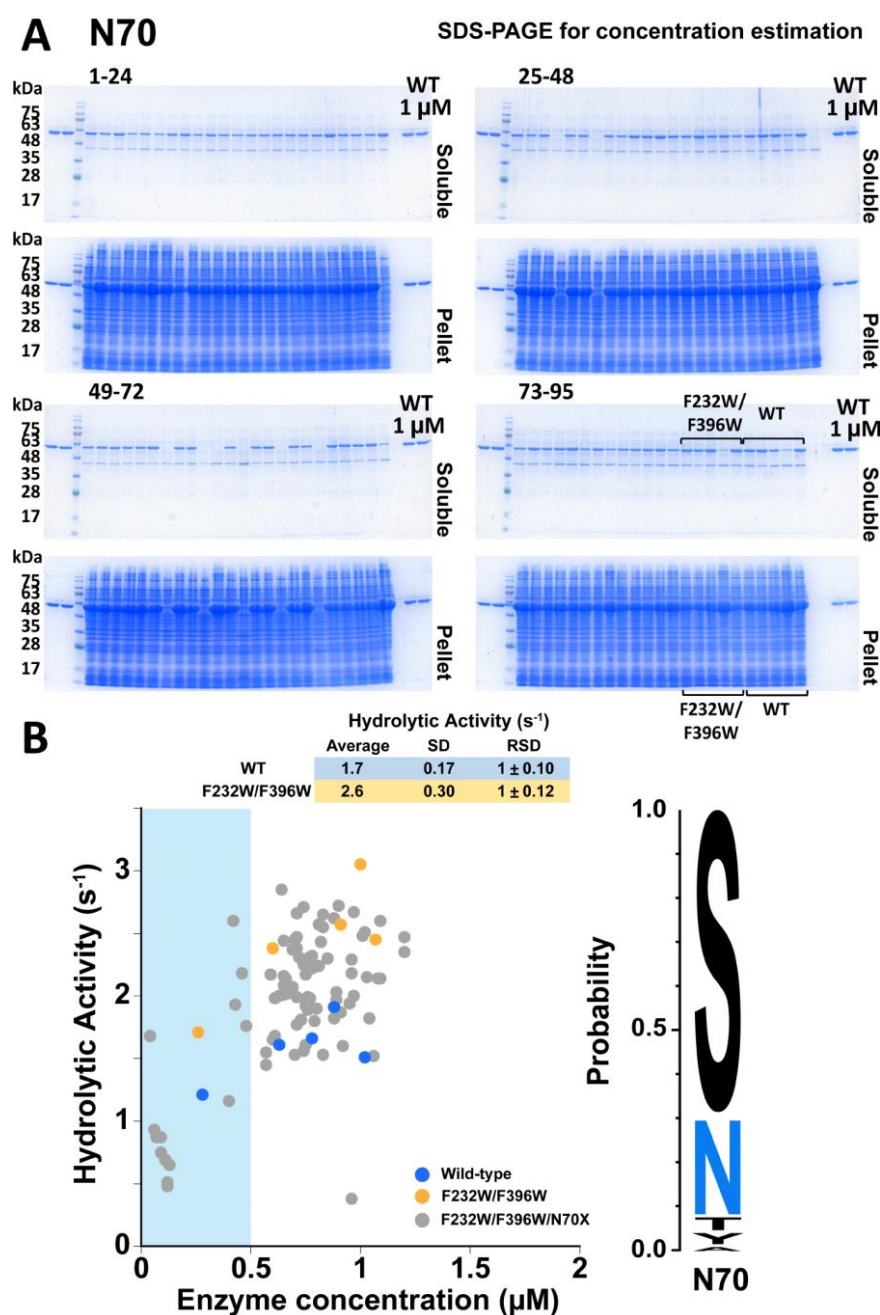 A N70 SDS-PAGE for concentration estimation
1-24 25-48
kDa WT 1 μM
75
63
48
35
28
17
Soluble
WT 1 μM
Soluble
kDa
75
63
48
35
28
17
Pellet
Pellet
49-72 73-95
kDa WT 1 μM
75
63
48
35
28
17
Soluble
F232W/F396W WT
WT 1 μM
Soluble
kDa
75
63
48
35
28
17
Pellet
Pellet
F232W/F396W WT
B
Hydrolytic Activity (s⁻¹)
Average SD RSD
WT 1.7 0.17 1 ± 0.10
F232W/F396W 2.6 0.30 1 ± 0.12
Hydrolytic Activity (s⁻¹)
3
2
1
0
Wild-type
F232W/F396W
F232W/F396W/N70X
0 0.5 1 1.5 2
Enzyme concentration (μM)
Probability
1.0
0.5
0.0
S
N
T
N70